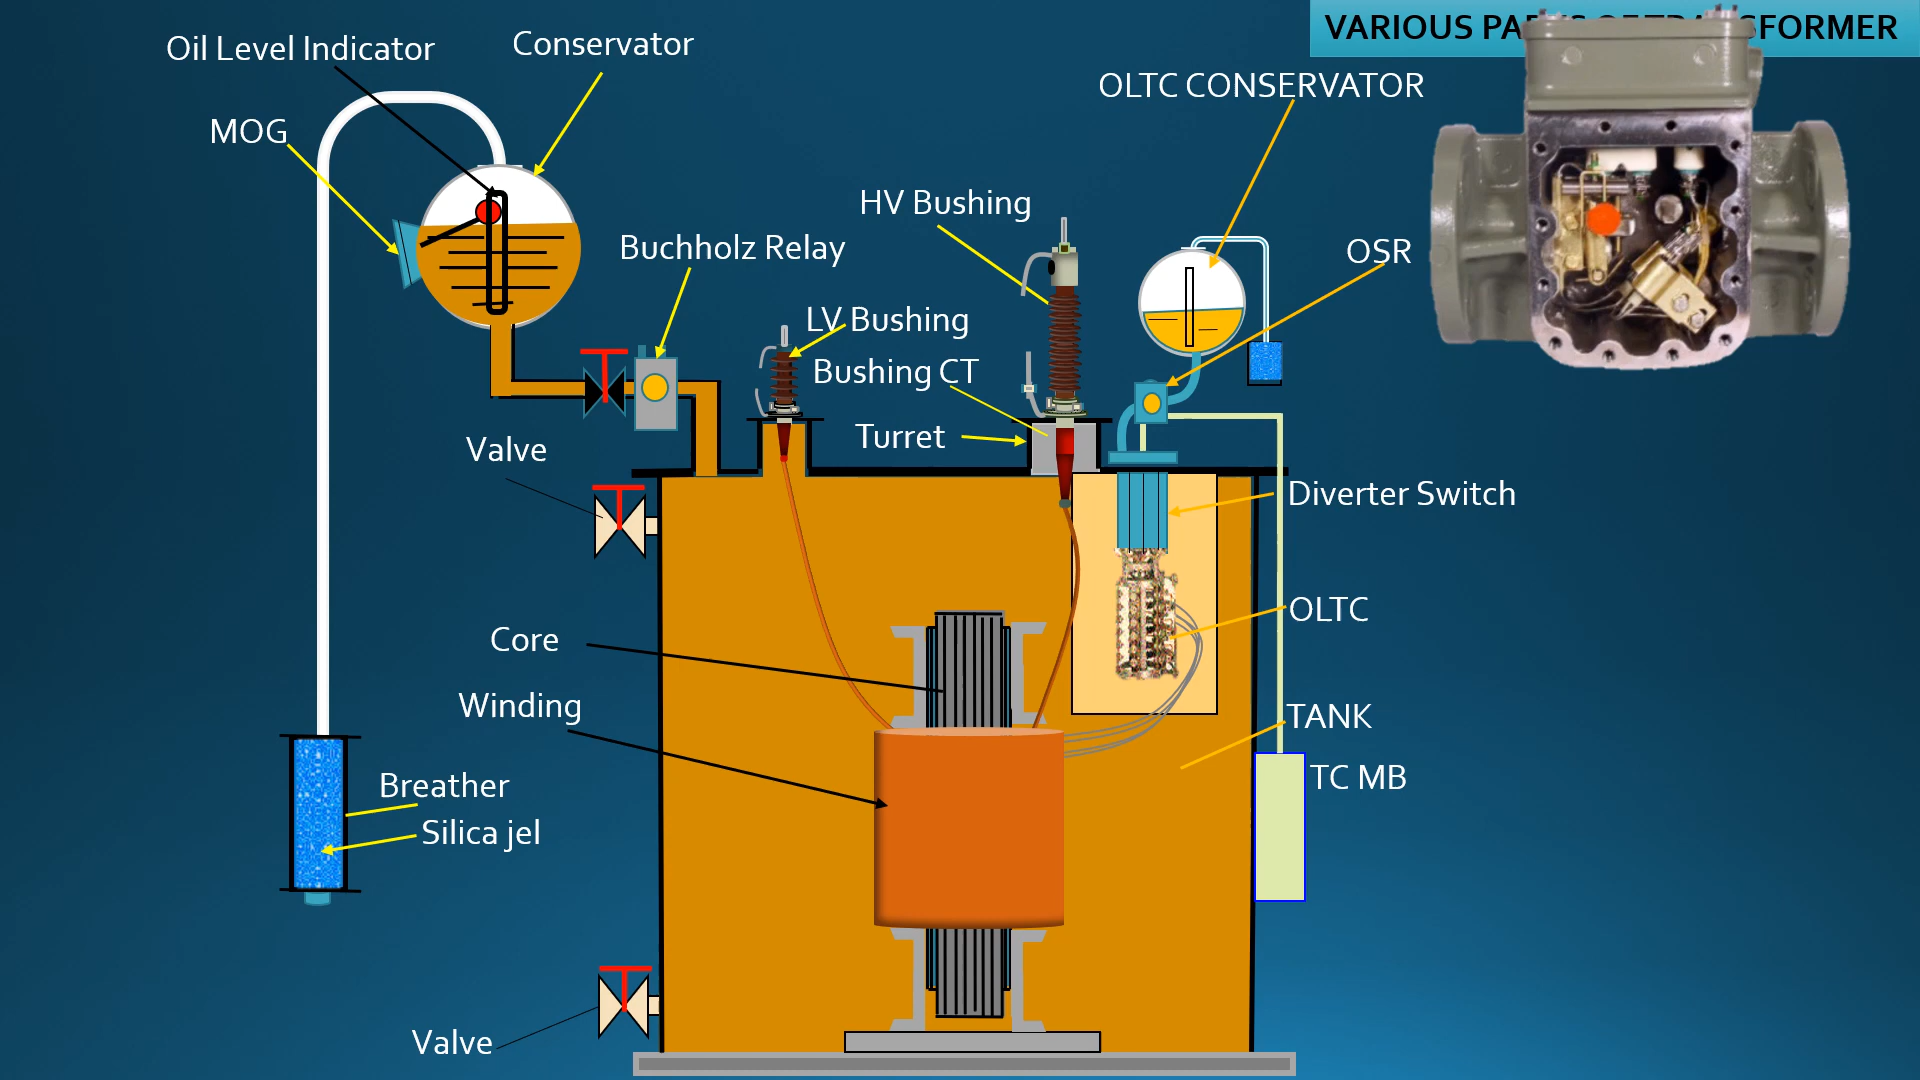 VARIOUS PA
SFORMER
Oil Level Indicator
Conservator
OLTC CONSERVATOR
MOG
HV Bushing
Buchholz Relay
OSR
LV Bushing
Bushing CT
Turret
Valve
Diverter Switch
OLTC
Core
Winding
TANK
TC MB
Breather
Silica jel
Valve